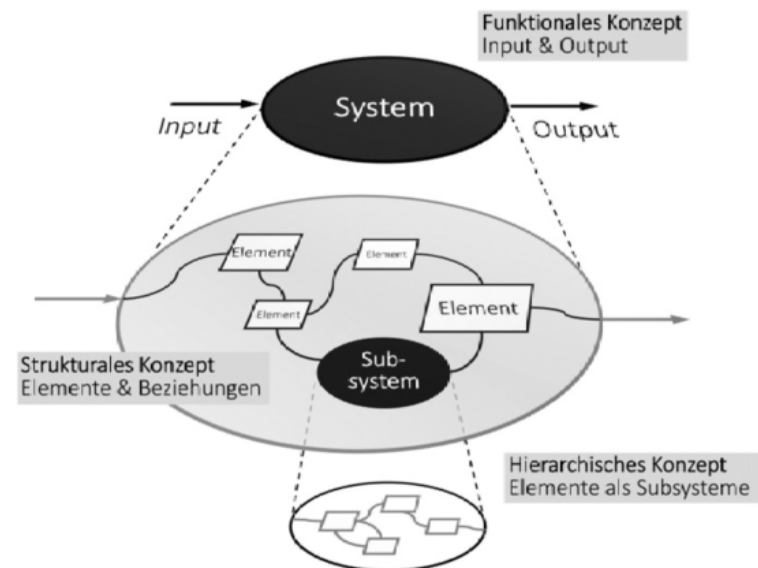 Funktionales Konzept
Input & Output
System
Input
Output
Element
Element
Element
Element
Strukturales Konzept
Elemente & Beziehungen
Sub-
system
Hierarchisches Konzept
Elemente als Subsysteme